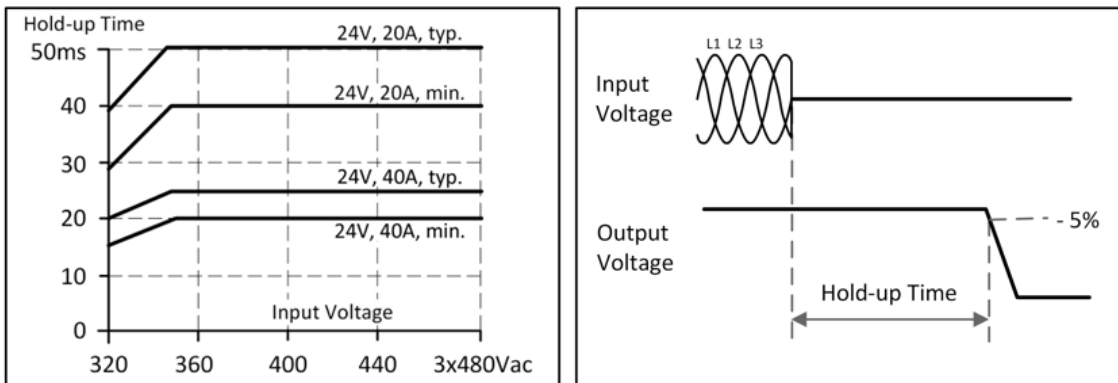 Hold-up Time
50ms
40
30
20
10
0
24V, 20A, typ.
24V, 20A, min.
24V, 40A, typ.
24V, 40A, min.
Input Voltage
320 360 400 440 3x480Vac
L1 L2 L3
Input
Voltage
Output
Voltage
- 5%
Hold-up Time